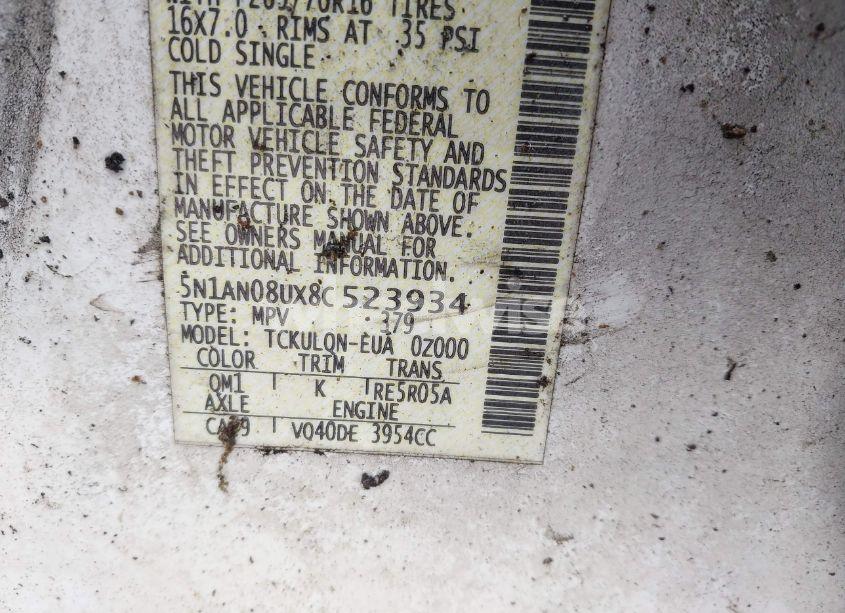 16X7.0 RIMS AT 35 PSI
COLD SINGLE
THIS VEHICLE CONFORMS TO
ALL APPLICABLE FEDERAL
MOTOR VEHICLE SAFETY AND
THEFT PREVENTION STANDARDS
IN EFFECT ON THE DATE OF
MANUFACTURE SHOWN ABOVE.
SEE OWNERS MANUAL FOR
ADDITIONAL INFORMATION
5N1AN08UX8C523934
TYPE: MPV 379
MODEL: TCKULQN-EUA 0Z000
COLOR TRIM TRANS
QM1 K RE5R05A
AXLE ENGINE
VQ40DE 3954CC